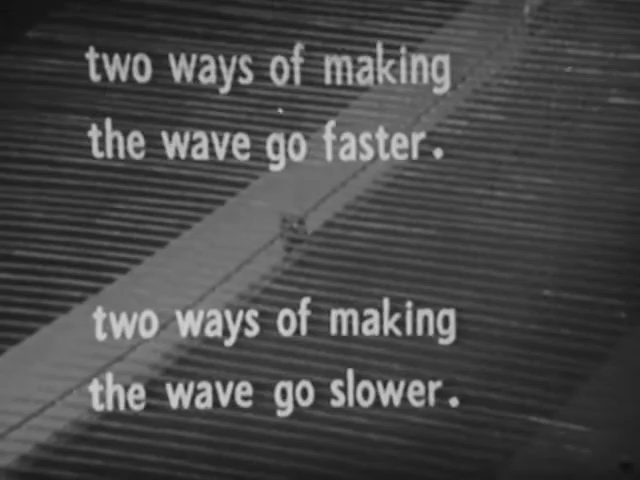 two ways of making
the wave go faster.
two ways of making
the wave go slower.